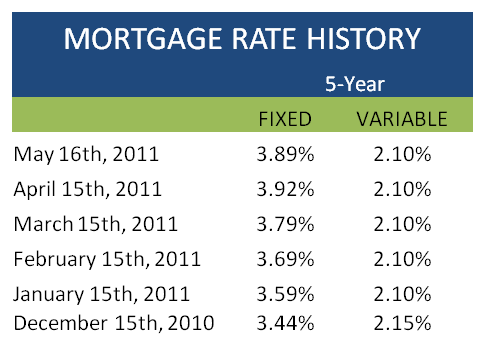 MORTGAGE RATE HISTORY
5-Year
FIXED VARIABLE
May 16th, 2011 3.89% 2.10%
April 15th, 2011 3.92% 2.10%
March 15th, 2011 3.79% 2.10%
February 15th, 2011 3.69% 2.10%
January 15th, 2011 3.59% 2.10%
December 15th, 2010 3.44% 2.15%